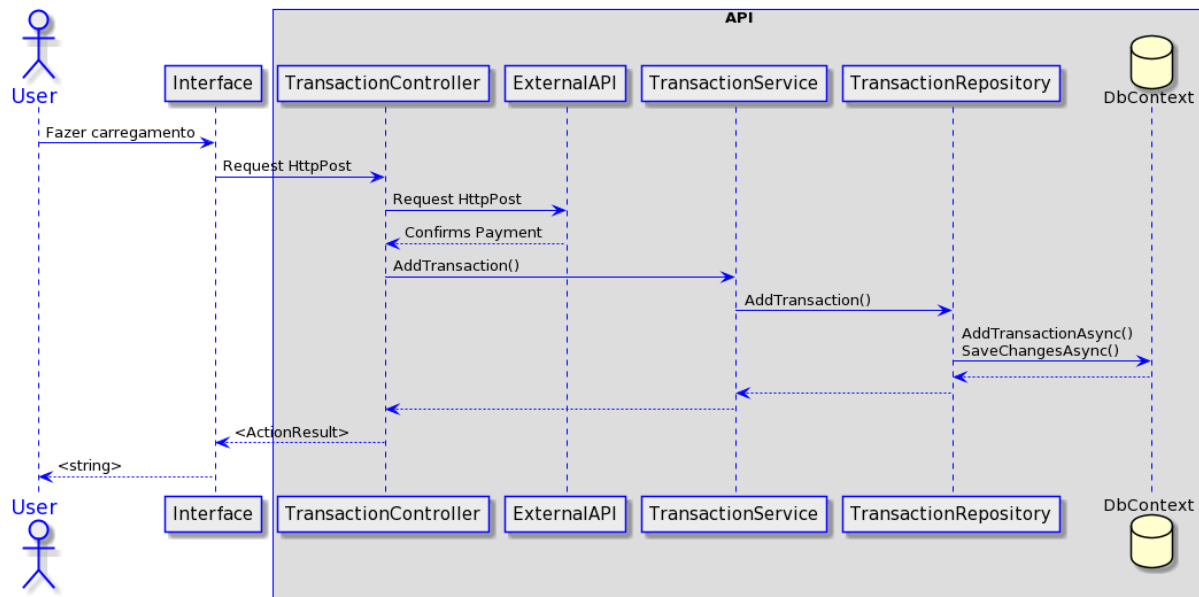 API
User
Interface
TransactionController
ExternalAPI
TransactionService
TransactionRepository
DbContext
Fazer carregamento
Request HttpPost
Request HttpPost
Confirms Payment
AddTransaction()
AddTransaction()
AddTransactionAsync()
SaveChangesAsync()
<ActionResult>
<string>
User
Interface
TransactionController
ExternalAPI
TransactionService
TransactionRepository
DbContext